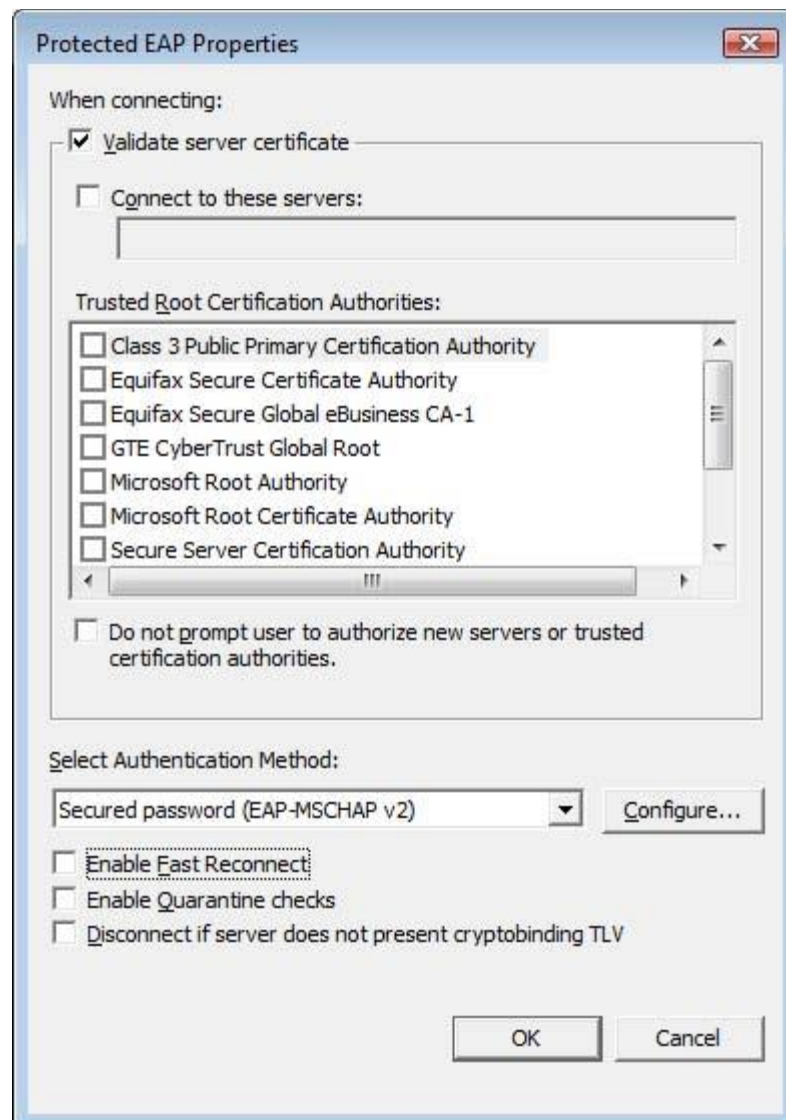 Protected EAP Properties
When connecting:
Validate server certificate
Connect to these servers:
Trusted Root Certification Authorities:
Class 3 Public Primary Certification Authority
Equifax Secure Certificate Authority
Equifax Secure Global eBusiness CA-1
GTE CyberTrust Global Root
Microsoft Root Authority
Microsoft Root Certificate Authority
Secure Server Certification Authority
Do not prompt user to authorize new servers or trusted
certification authorities.
Select Authentication Method:
Secured password (EAP-MSCHAP v2)
Configure...
Enable Fast Reconnect
Enable Quarantine checks
Disconnect if server does not present cryptobinding TLV
OK
Cancel